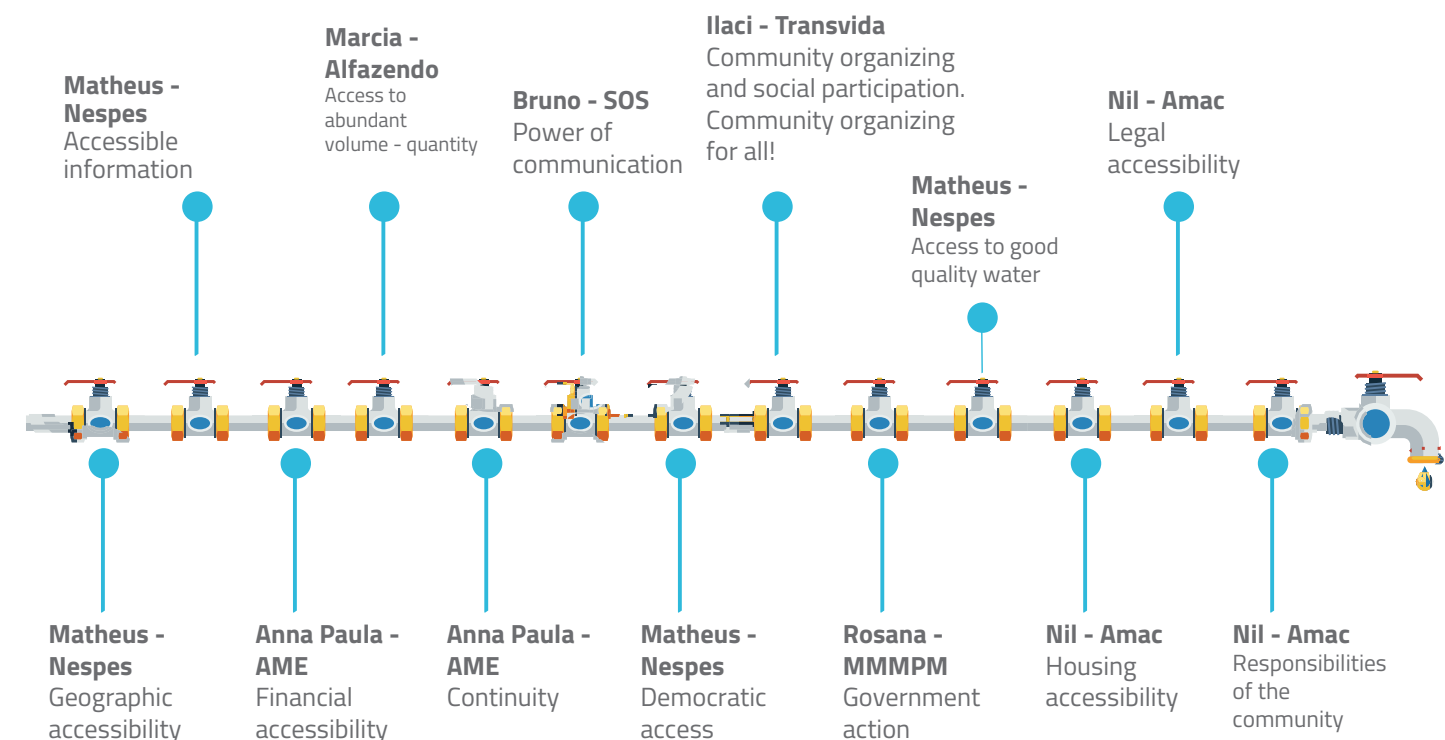 Matheus -
Nespes
Accessible
information
Marcia -
Alfazendo
Access to
abundant
volume - quantity
Bruno - SOS
Power of
communication
Ilaci - Transvida
Community organizing
and social participation.
Community organizing
for all!
Matheus -
Nespes
Access to good
quality water
Nil - Amac
Legal
accessibility
Matheus -
Nespes
Geographic
accessibility
Anna Paula -
AME
Financial
accessibility
Anna Paula -
AME
Continuity
Matheus -
Nespes
Democratic
access
Rosana -
MMMPM
Government
action
Nil - Amac
Housing
accessibility
Nil - Amac
Responsibilities
of the
community